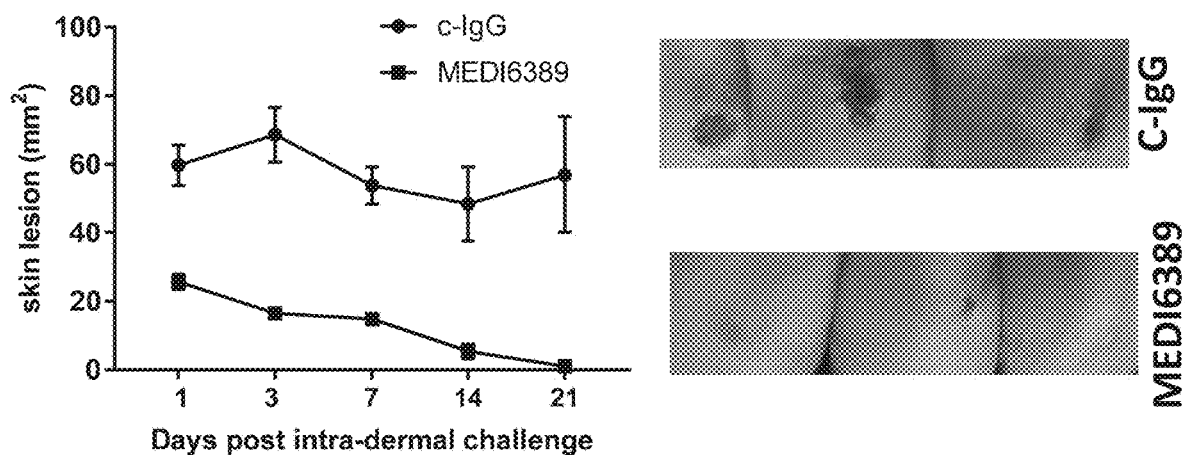 100
80
60
40
20
0
skin lesion (mm²)
c-IgG
MEDI6389
1 3 7 14 21
Days post intra-dermal challenge
C-IgG
MEDI6389